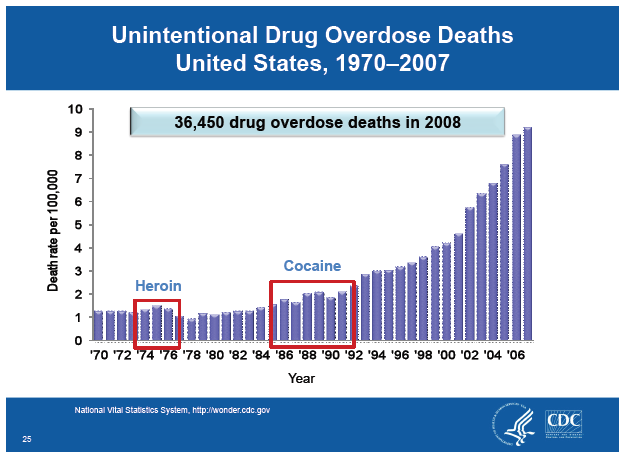 Unintentional Drug Overdose Deaths
United States, 1970–2007
36,450 drug overdose deaths in 2008
Death rate per 100,000
10
9
8
7
6
5
4
3
2
1
0
Heroin
Cocaine
'70 '72 '74 '76 '78 '80 '82 '84 '86 '88 '90 '92 '94 '96 '98 '00 '02 '04 '06
Year
National Vital Statistics System, http://wonder.cdc.gov
25
CDC